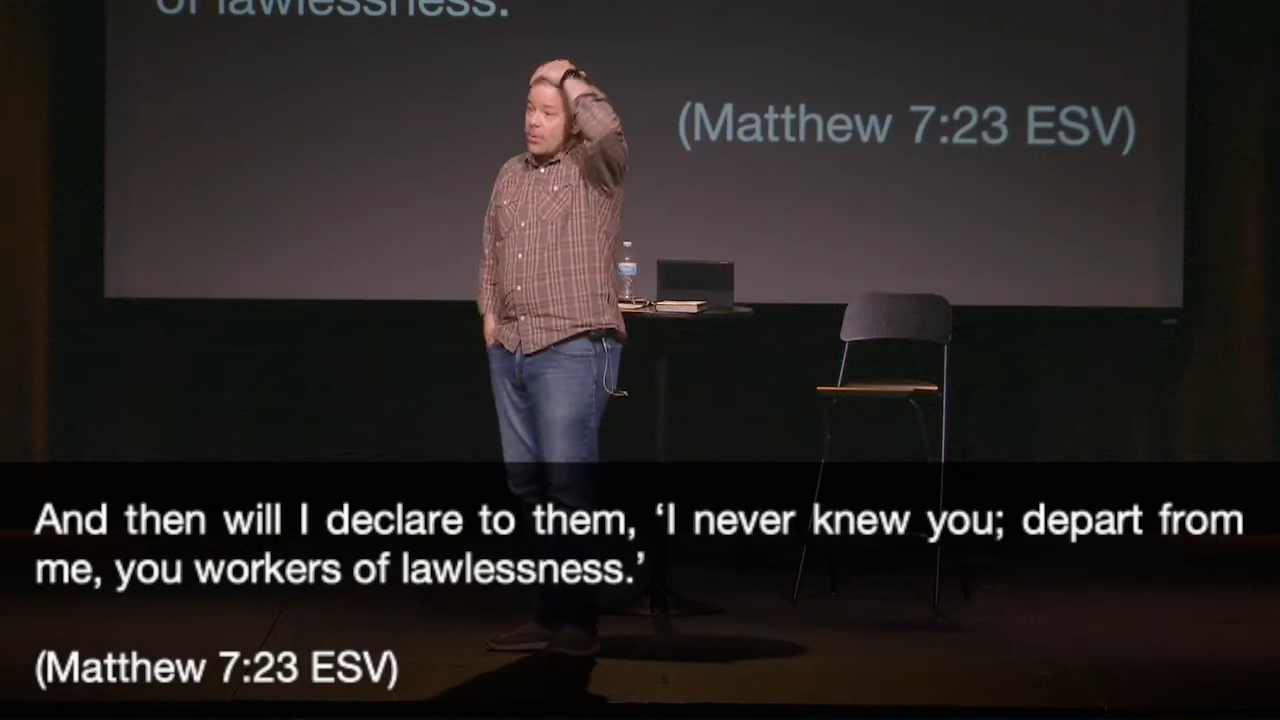 of lawlessness.
(Matthew 7:23 ESV)
And then will I declare to them, ‘I never knew you; depart from
me, you workers of lawlessness.’
(Matthew 7:23 ESV)